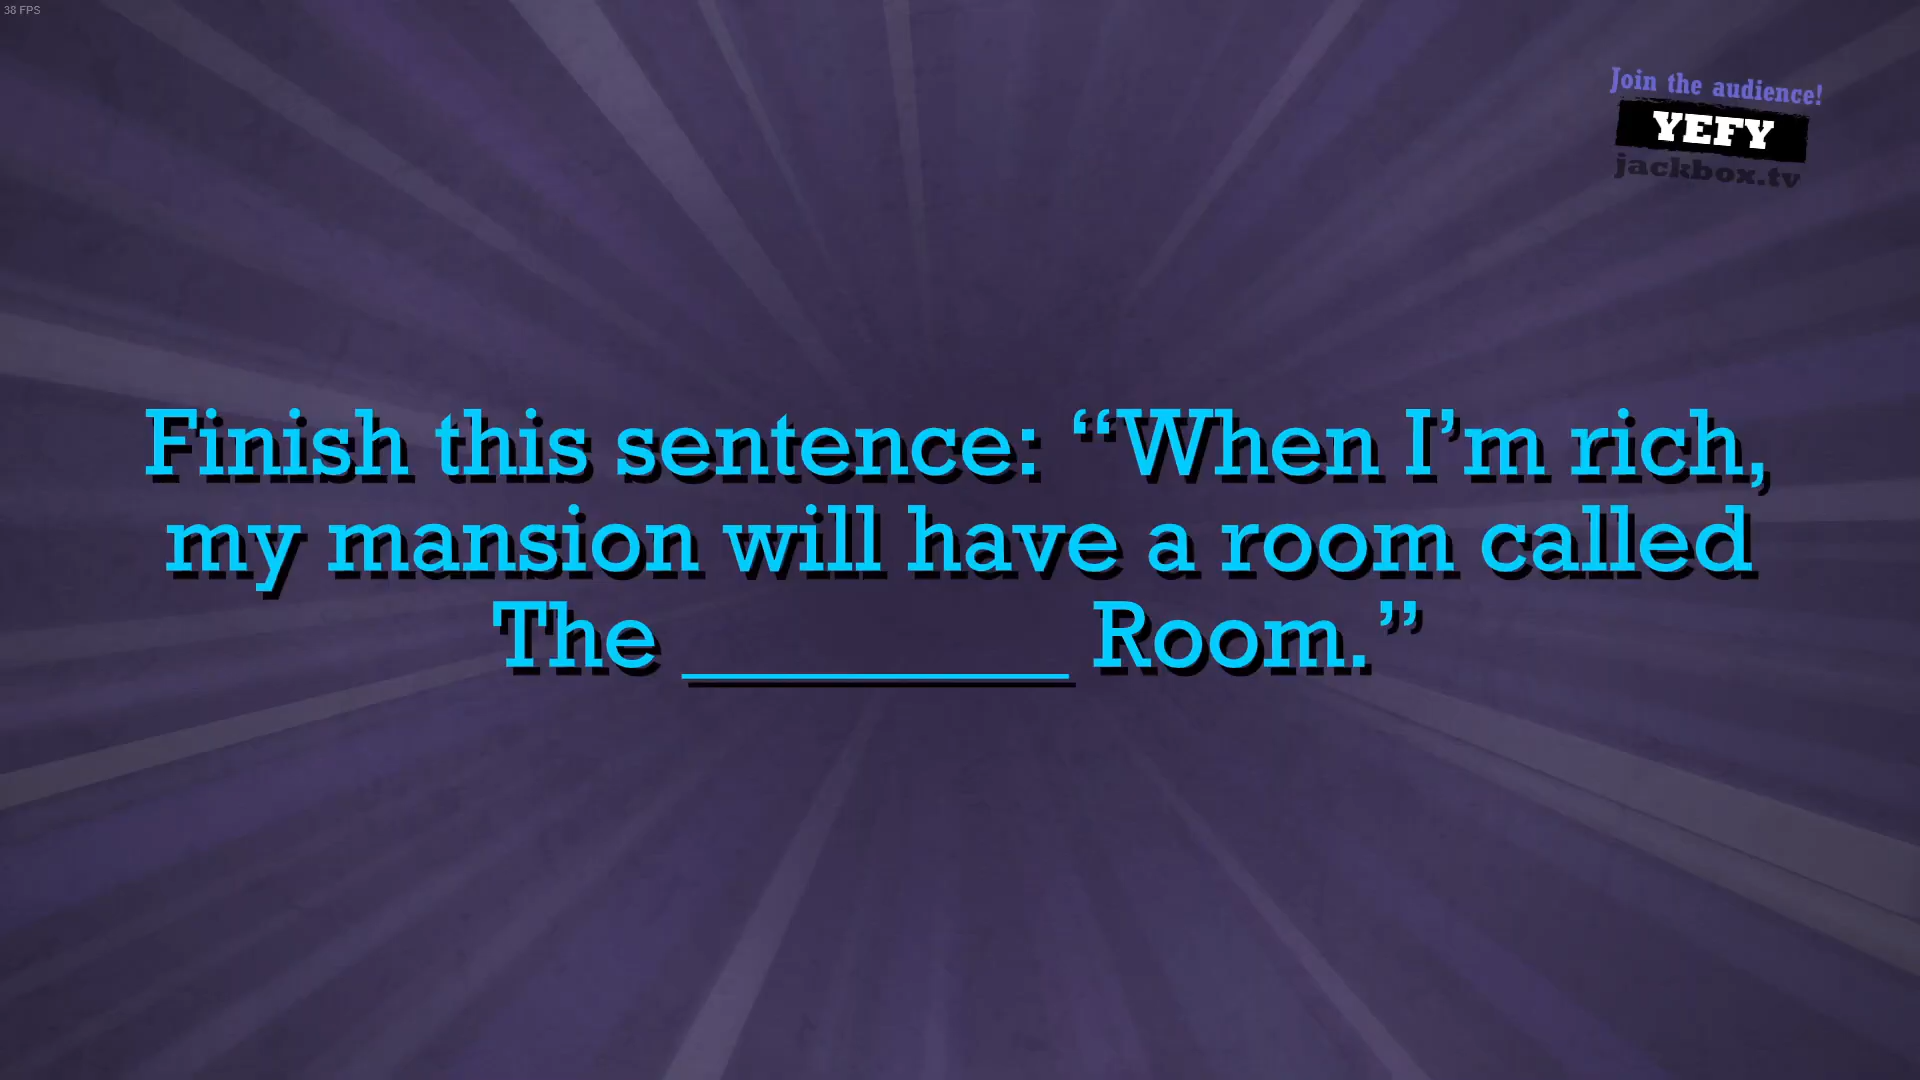 38 FPS
Join the audience!
YEFY
jackbox.tv
Finish this sentence: “When I’m rich,
my mansion will have a room called
The __________ Room.”